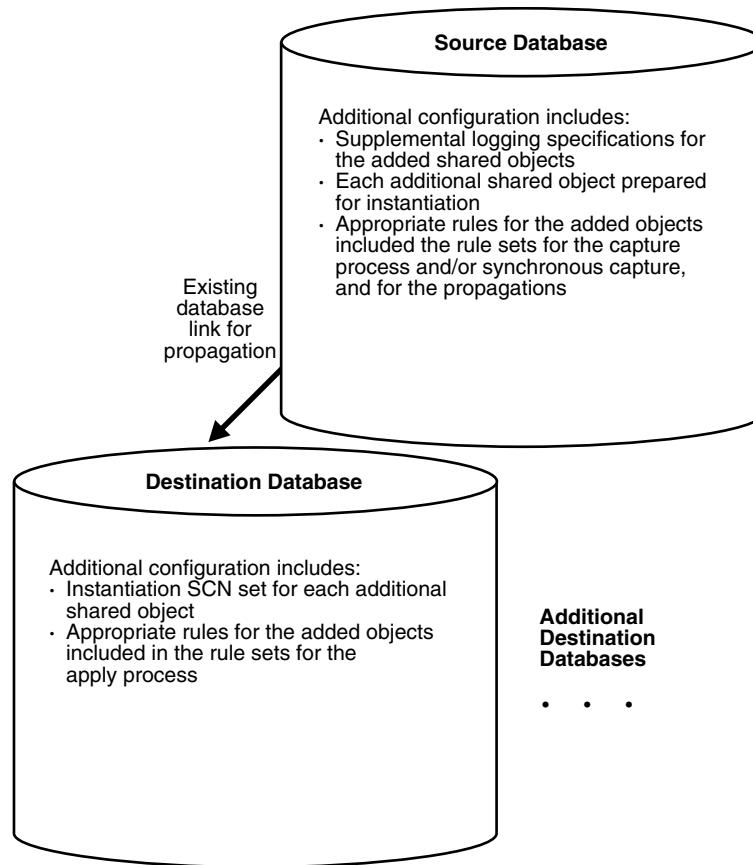 Source Database
Additional configuration includes:
· Supplemental logging specifications for
the added shared objects
· Each additional shared object prepared
for instantiation
· Appropriate rules for the added objects
included the rule sets for the capture
process and/or synchronous capture,
and for the propagations
Existing
database
link for
propagation
Destination Database
Additional configuration includes:
· Instantiation SCN set for each additional
shared object
· Appropriate rules for the added objects
included in the rule sets for the
apply process
Additional
Destination
Databases
. . .